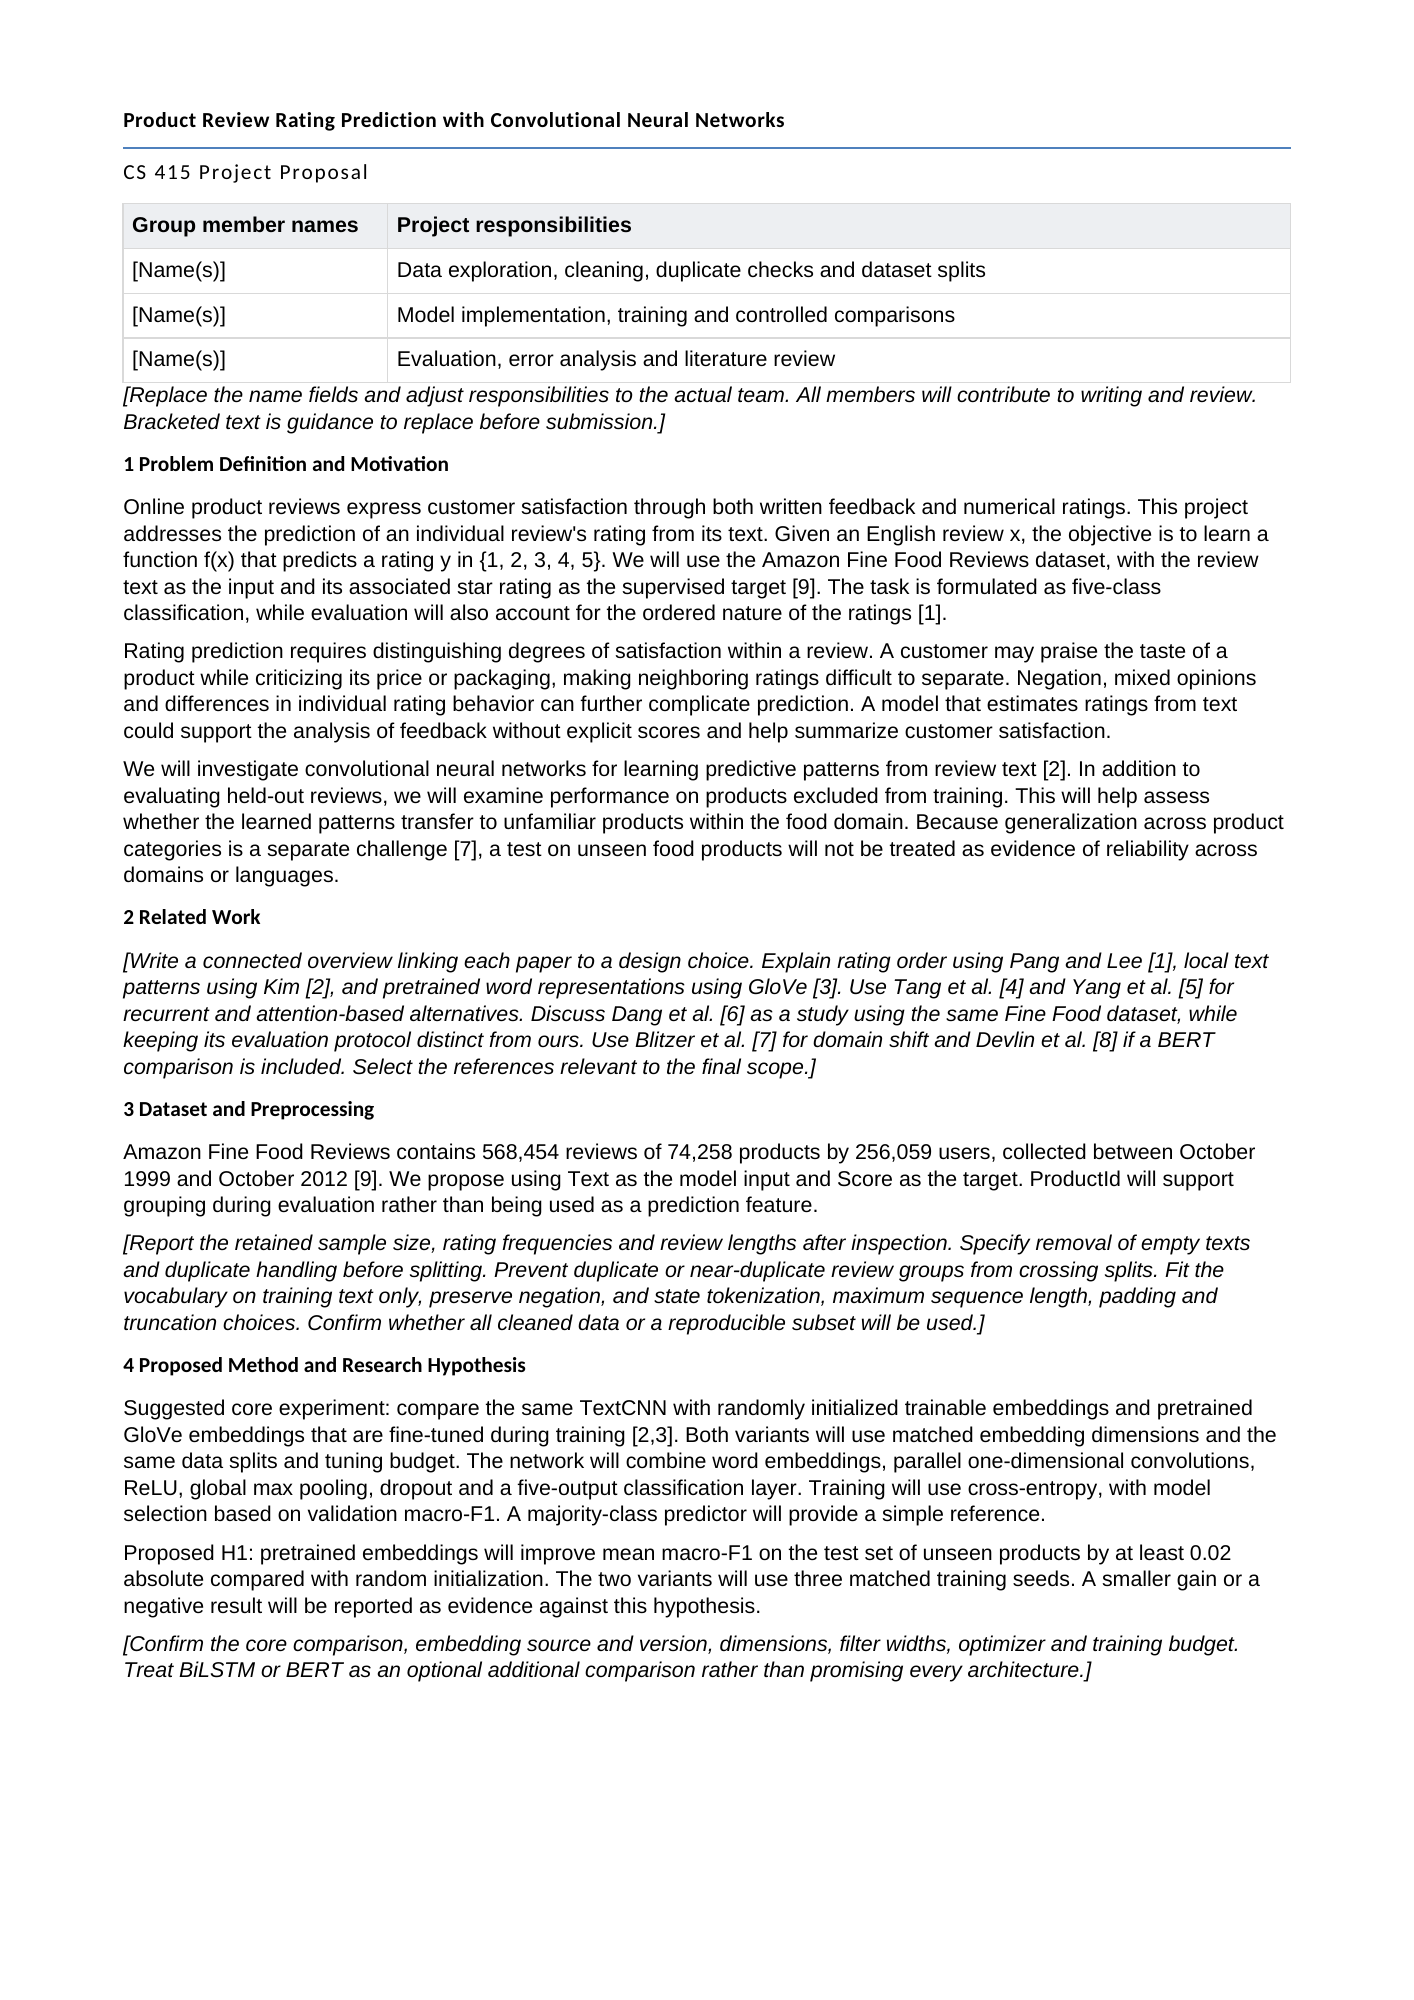 Product Review Rating Prediction with Convolutional Neural Networks
CS 415 Project Proposal
Group member names Project responsibilities
[Name(s)] Data exploration, cleaning, duplicate checks and dataset splits
[Name(s)] Model implementation, training and controlled comparisons
[Name(s)] Evaluation, error analysis and literature review
[Replace the name fields and adjust responsibilities to the actual team. All members will contribute to writing and review.
Bracketed text is guidance to replace before submission.]
1 Problem Definition and Motivation
Online product reviews express customer satisfaction through both written feedback and numerical ratings. This project
addresses the prediction of an individual review's rating from its text. Given an English review x, the objective is to learn a
function f(x) that predicts a rating y in {1, 2, 3, 4, 5}. We will use the Amazon Fine Food Reviews dataset, with the review
text as the input and its associated star rating as the supervised target [9]. The task is formulated as five-class
classification, while evaluation will also account for the ordered nature of the ratings [1].
Rating prediction requires distinguishing degrees of satisfaction within a review. A customer may praise the taste of a
product while criticizing its price or packaging, making neighboring ratings difficult to separate. Negation, mixed opinions
and differences in individual rating behavior can further complicate prediction. A model that estimates ratings from text
could support the analysis of feedback without explicit scores and help summarize customer satisfaction.
We will investigate convolutional neural networks for learning predictive patterns from review text [2]. In addition to
evaluating held-out reviews, we will examine performance on products excluded from training. This will help assess
whether the learned patterns transfer to unfamiliar products within the food domain. Because generalization across product
categories is a separate challenge [7], a test on unseen food products will not be treated as evidence of reliability across
domains or languages.
2 Related Work
[Write a connected overview linking each paper to a design choice. Explain rating order using Pang and Lee [1], local text
patterns using Kim [2], and pretrained word representations using GloVe [3]. Use Tang et al. [4] and Yang et al. [5] for
recurrent and attention-based alternatives. Discuss Dang et al. [6] as a study using the same Fine Food dataset, while
keeping its evaluation protocol distinct from ours. Use Blitzer et al. [7] for domain shift and Devlin et al. [8] if a BERT
comparison is included. Select the references relevant to the final scope.]
3 Dataset and Preprocessing
Amazon Fine Food Reviews contains 568,454 reviews of 74,258 products by 256,059 users, collected between October
1999 and October 2012 [9]. We propose using Text as the model input and Score as the target. ProductId will support
grouping during evaluation rather than being used as a prediction feature.
[Report the retained sample size, rating frequencies and review lengths after inspection. Specify removal of empty texts
and duplicate handling before splitting. Prevent duplicate or near-duplicate review groups from crossing splits. Fit the
vocabulary on training text only, preserve negation, and state tokenization, maximum sequence length, padding and
truncation choices. Confirm whether all cleaned data or a reproducible subset will be used.]
4 Proposed Method and Research Hypothesis
Suggested core experiment: compare the same TextCNN with randomly initialized trainable embeddings and pretrained
GloVe embeddings that are fine-tuned during training [2,3]. Both variants will use matched embedding dimensions and the
same data splits and tuning budget. The network will combine word embeddings, parallel one-dimensional convolutions,
ReLU, global max pooling, dropout and a five-output classification layer. Training will use cross-entropy, with model
selection based on validation macro-F1. A majority-class predictor will provide a simple reference.
Proposed H1: pretrained embeddings will improve mean macro-F1 on the test set of unseen products by at least 0.02
absolute compared with random initialization. The two variants will use three matched training seeds. A smaller gain or a
negative result will be reported as evidence against this hypothesis.
[Confirm the core comparison, embedding source and version, dimensions, filter widths, optimizer and training budget.
Treat BiLSTM or BERT as an optional additional comparison rather than promising every architecture.]